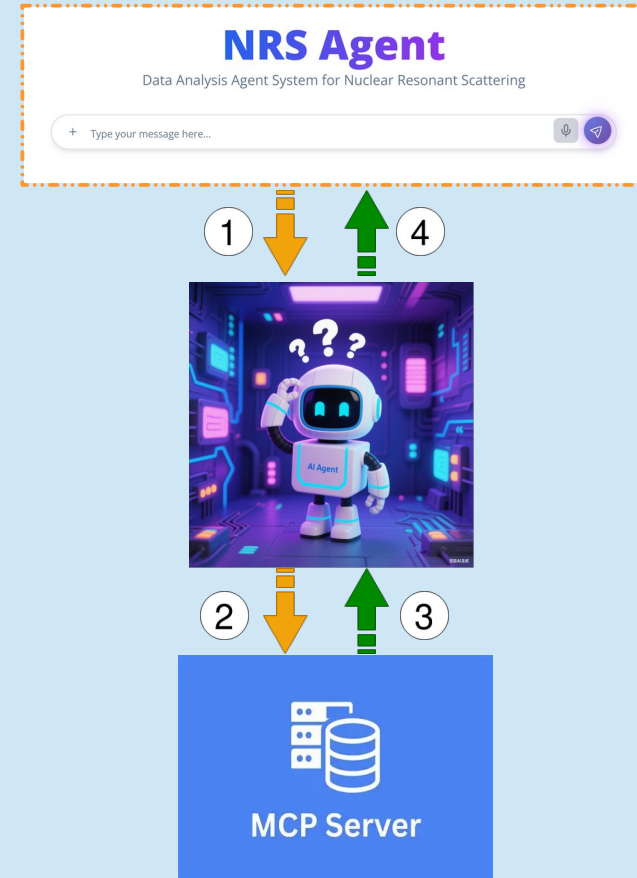 NRS Agent
Data Analysis Agent System for Nuclear Resonant Scattering
+ Type your message here...
1
4
???
AI Agent
2
3
MCP Server